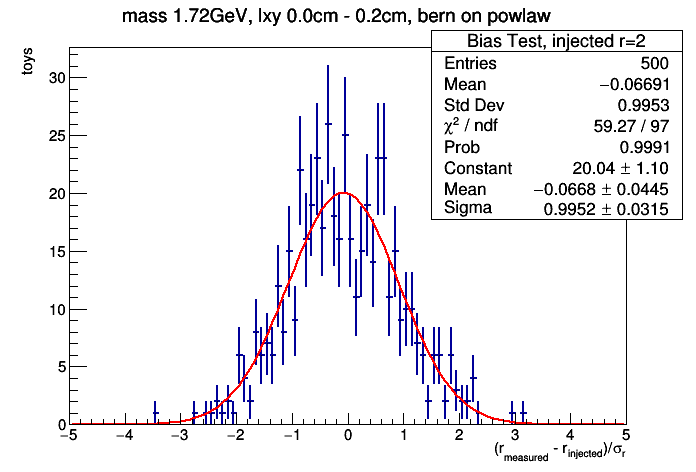 mass 1.72GeV, lxy 0.0cm - 0.2cm, bern on powlaw
toys
Bias Test, injected r=2
Entries 500
Mean −0.06691
Std Dev 0.9953
χ² / ndf 59.27 / 97
Prob 0.9991
Constant 20.04 ± 1.10
Mean −0.0668 ± 0.0445
Sigma 0.9952 ± 0.0315
30
25
20
15
10
5
0
−5 −4 −3 −2 −1 0 1 2 3 4 5
(r_measured - r_injected)/σ_r